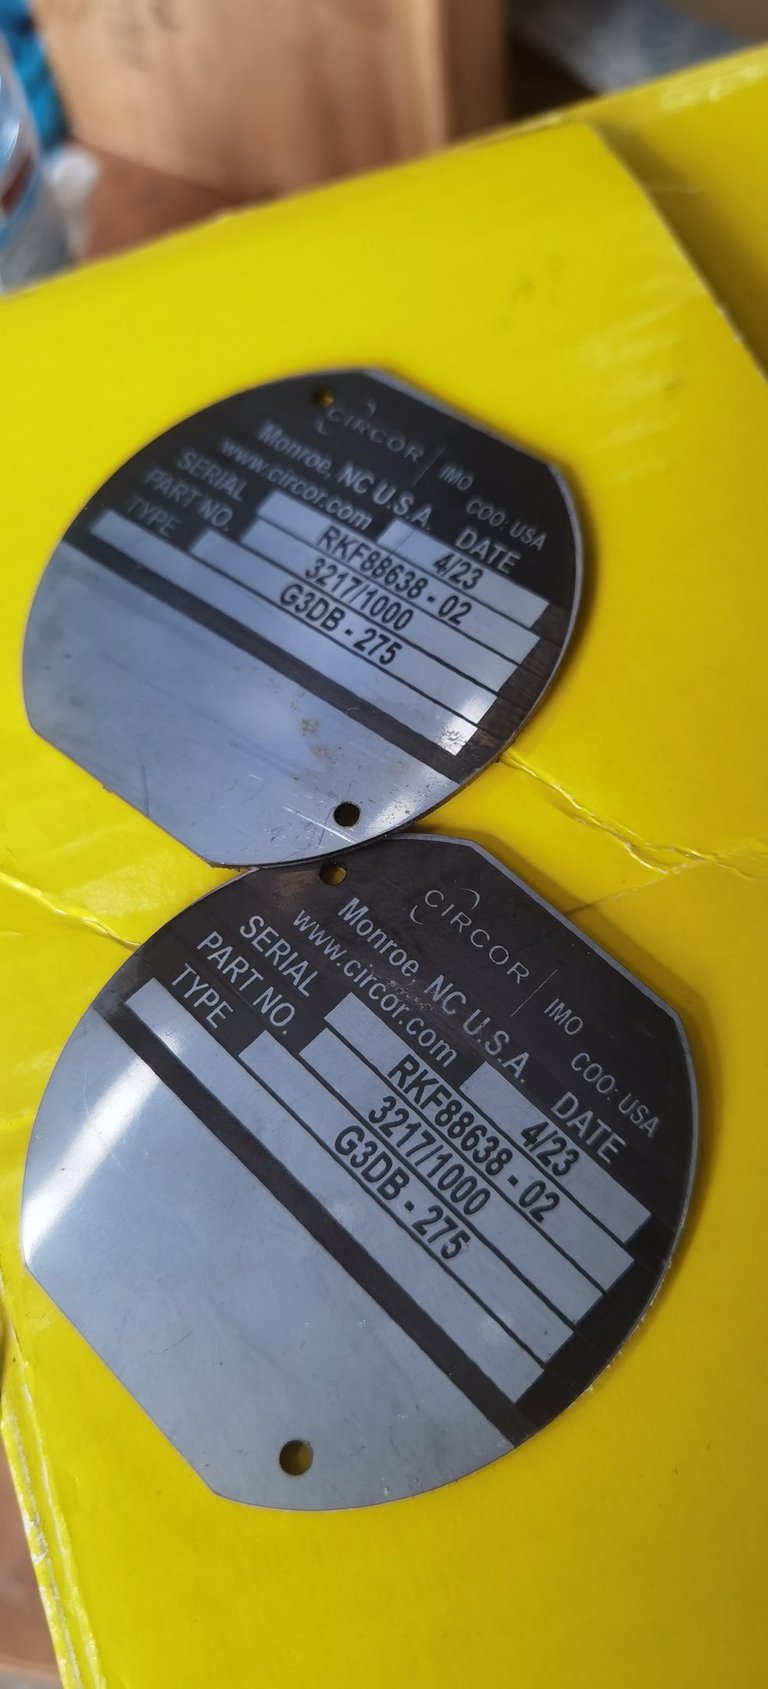 CIRCOR | IMO
Monroe, NC U.S.A. COO: USA
www.circor.com DATE
SERIAL 4/23
PART NO. RKF88638 - 02
TYPE 3217/1000
G3DB - 275
CIRCOR | IMO
Monroe, NC U.S.A. COO: USA
www.circor.com DATE
SERIAL 4/23
PART NO. RKF88638 - 02
TYPE 3217/1000
G3DB - 275